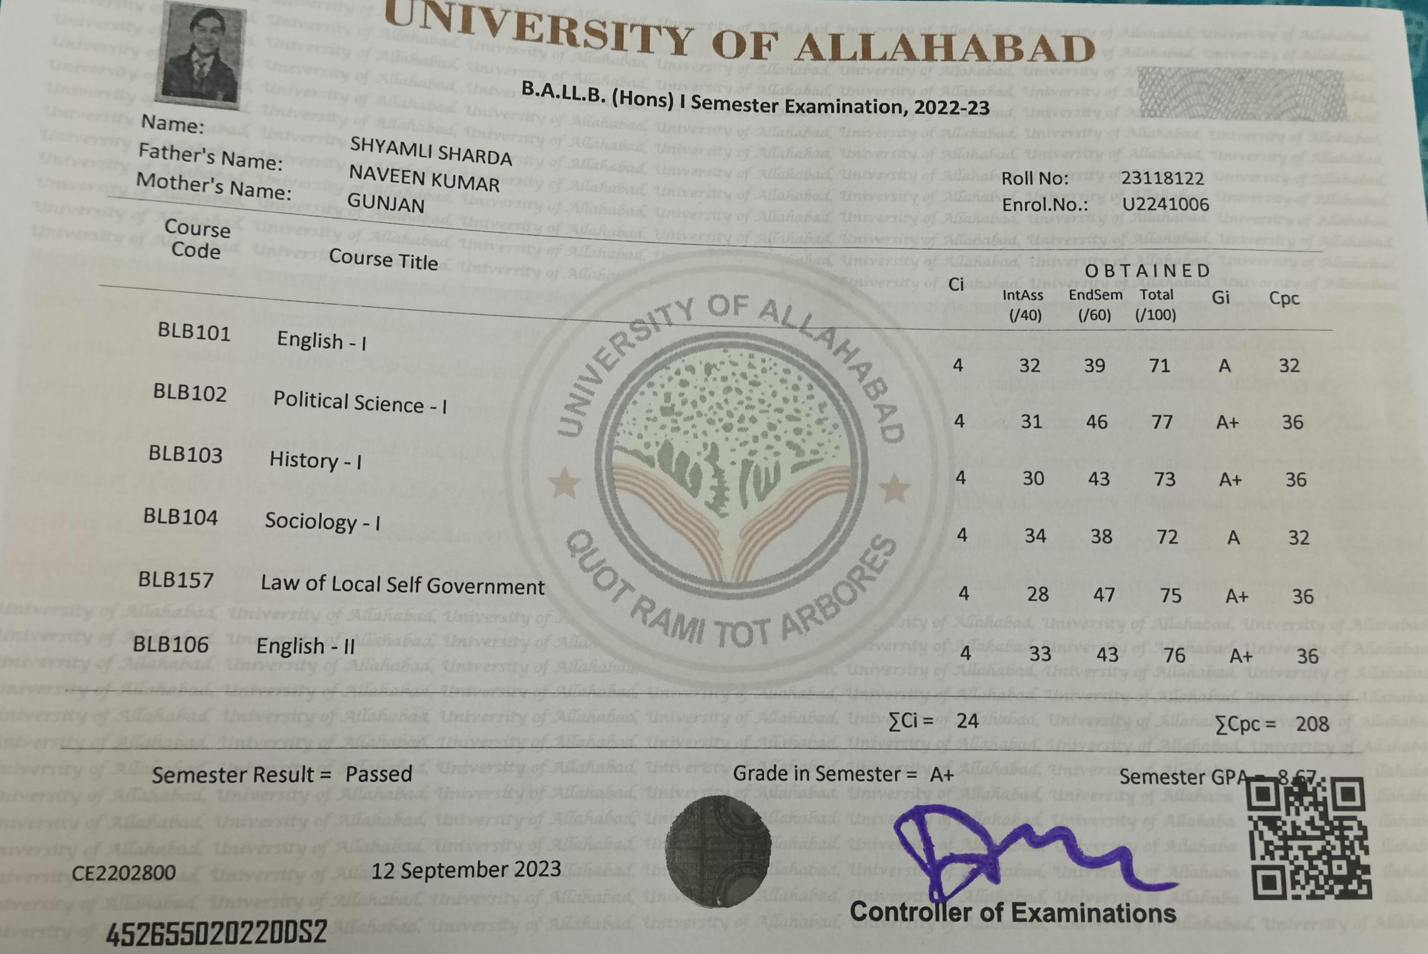 UNIVERSITY OF ALLAHABAD
B.A.LL.B. (Hons) I Semester Examination, 2022-23
Name: SHYAMLI SHARDA
Father's Name: NAVEEN KUMAR
Mother's Name: GUNJAN
Roll No: 23118122
Enrol.No.: U2241006
Course Code Course Title Ci OBTAINED
IntAss (/40) EndSem (/60) Total (/100) Gi Cpc
BLB101 English - I 4 32 39 71 A 32
BLB102 Political Science - I 4 31 46 77 A+ 36
BLB103 History - I 4 30 43 73 A+ 36
BLB104 Sociology - I 4 34 38 72 A 32
BLB157 Law of Local Self Government 4 28 47 75 A+ 36
BLB106 English - II 4 33 43 76 A+ 36
UNIVERSITY OF ALLAHABAD
QUOT RAMI TOT ARBORES
∑Ci = 24 ∑Cpc = 208
Semester Result = Passed Grade in Semester = A+ Semester GPA = 8.67
CE2202800 12 September 2023
Controller of Examinations
452655020220DS2